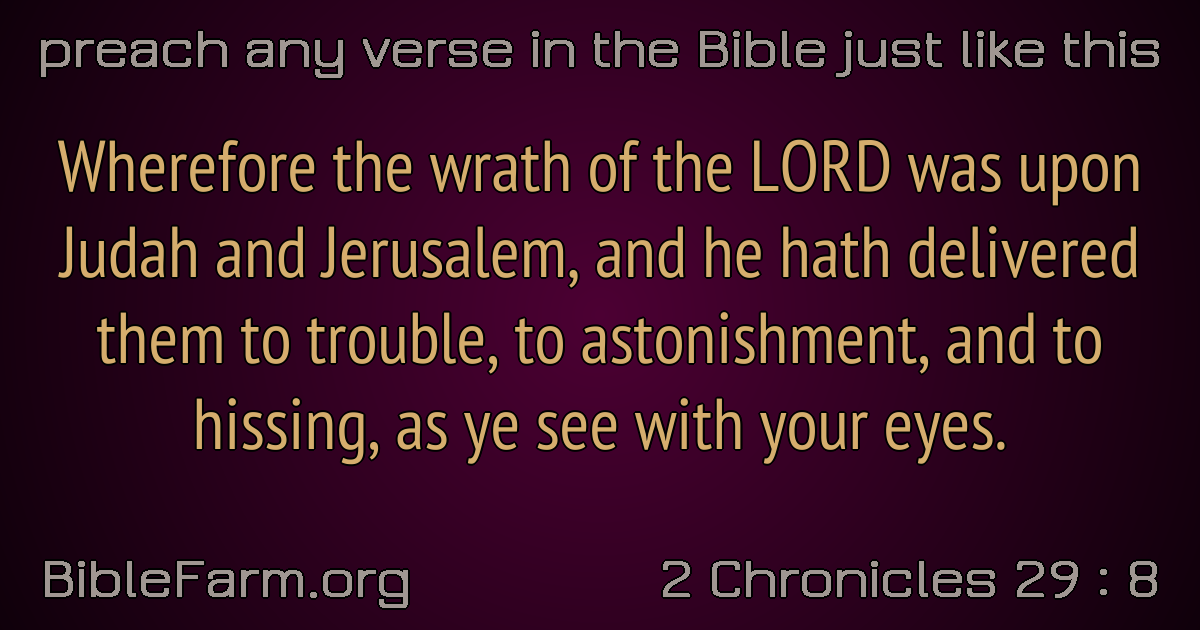 preach any verse in the Bible just like this
Wherefore the wrath of the LORD was upon
Judah and Jerusalem, and he hath delivered
them to trouble, to astonishment, and to
hissing, as ye see with your eyes.
BibleFarm.org
2 Chronicles 29 : 8